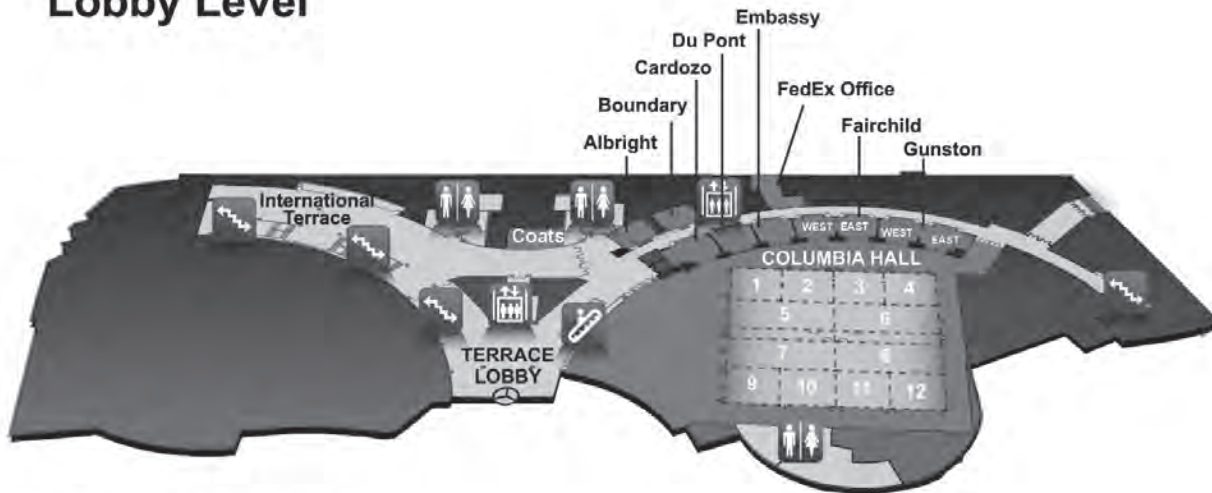 Lobby Level
Embassy
Du Pont
Cardozo
FedEx Office
Boundary
Fairchild
Albright
Gunston
International
Terrace
Coats
WEST EAST WEST EAST
COLUMBIA HALL
1 2 3 4
5 6
7 8
9 10 11 12
TERRACE
LOBBY